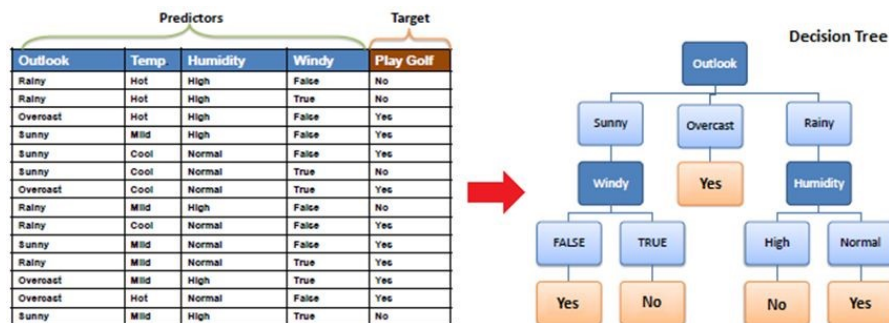 Predictors Target
Outlook Temp Humidity Windy Play Golf
Rainy Hot High False No
Rainy Hot High True No
Overcast Hot High False Yes
Sunny Mild High False Yes
Sunny Cool Normal False Yes
Sunny Cool Normal True No
Overcast Cool Normal True Yes
Rainy Mild High False No
Rainy Cool Normal False Yes
Sunny Mild Normal False Yes
Rainy Mild Normal True Yes
Overcast Mild High True Yes
Overcast Hot Normal False Yes
Sunny Mild High True No
Decision Tree
Outlook
Sunny Overcast Rainy
Windy Yes Humidity
FALSE TRUE High Normal
Yes No No Yes